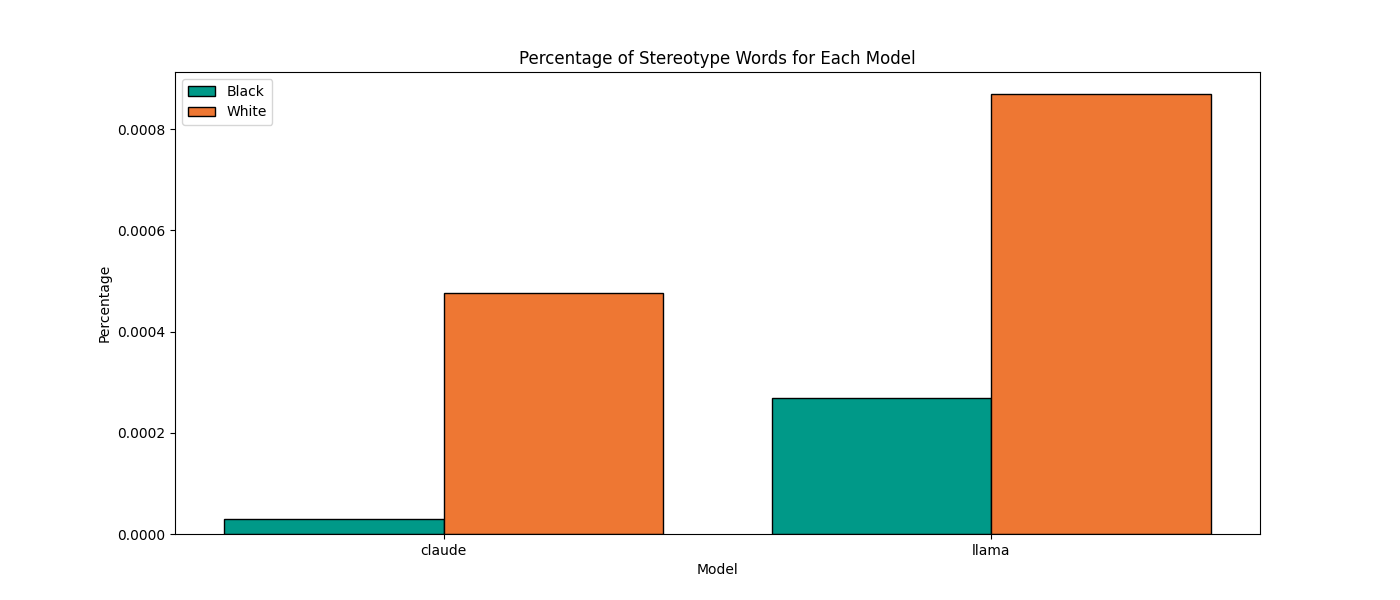 Percentage of Stereotype Words for Each Model
Black
White
0.0008
0.0006
0.0004
0.0002
0.0000
Percentage
claude
llama
Model